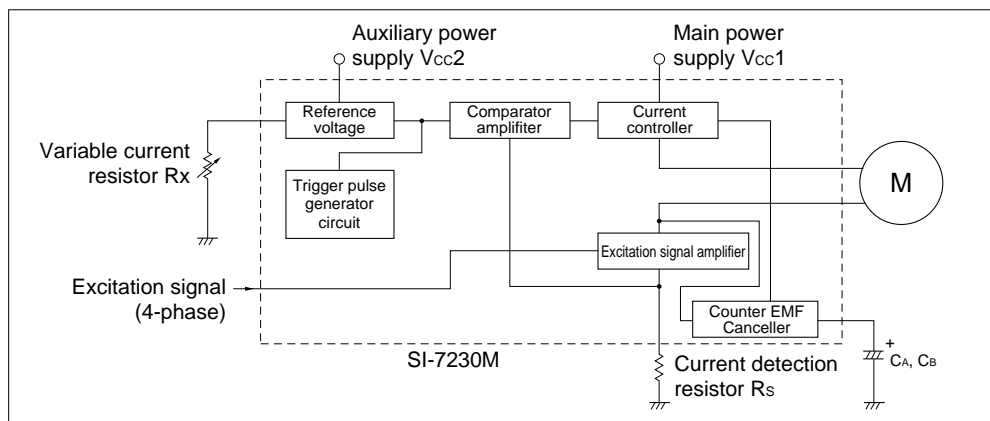 Auxiliary power
supply VCC2
Main power
supply VCC1
Reference
voltage
Comparator
amplifiter
Current
controller
Variable current
resistor Rx
Trigger pulse
generator
circuit
M
Excitation signal amplifier
Excitation signal
(4-phase)
Counter EMF
Canceller
+
CA, CB
SI-7230M
Current detection
resistor RS